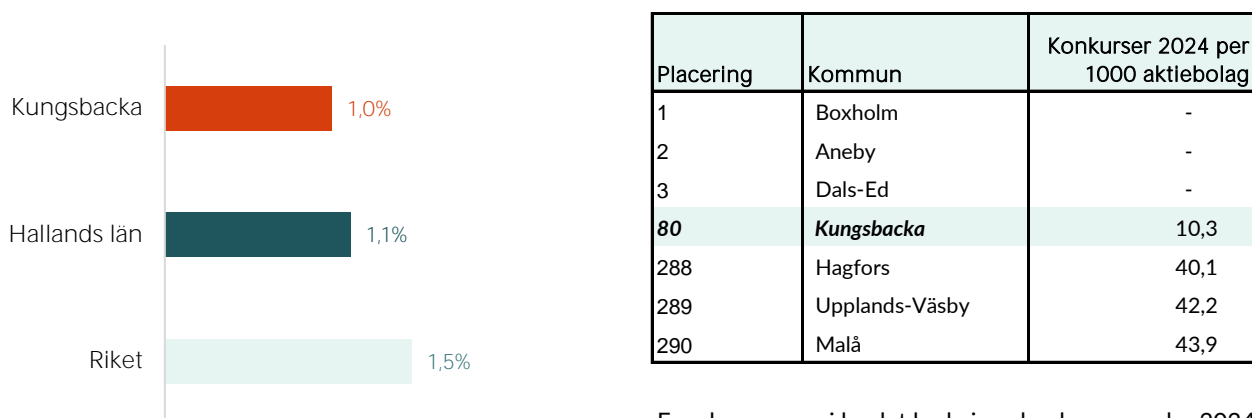 Kungsbacka 1,0%
Hallands län 1,1%
Riket 1,5%
Konkurser 2024 per
Placering Kommun 1000 aktiebolag
1 Boxholm -
2 Aneby -
3 Dals-Ed -
80 Kungsbacka 10,3
288 Hagfors 40,1
289 Upplands-Väsby 42,2
290 Malå 43,9